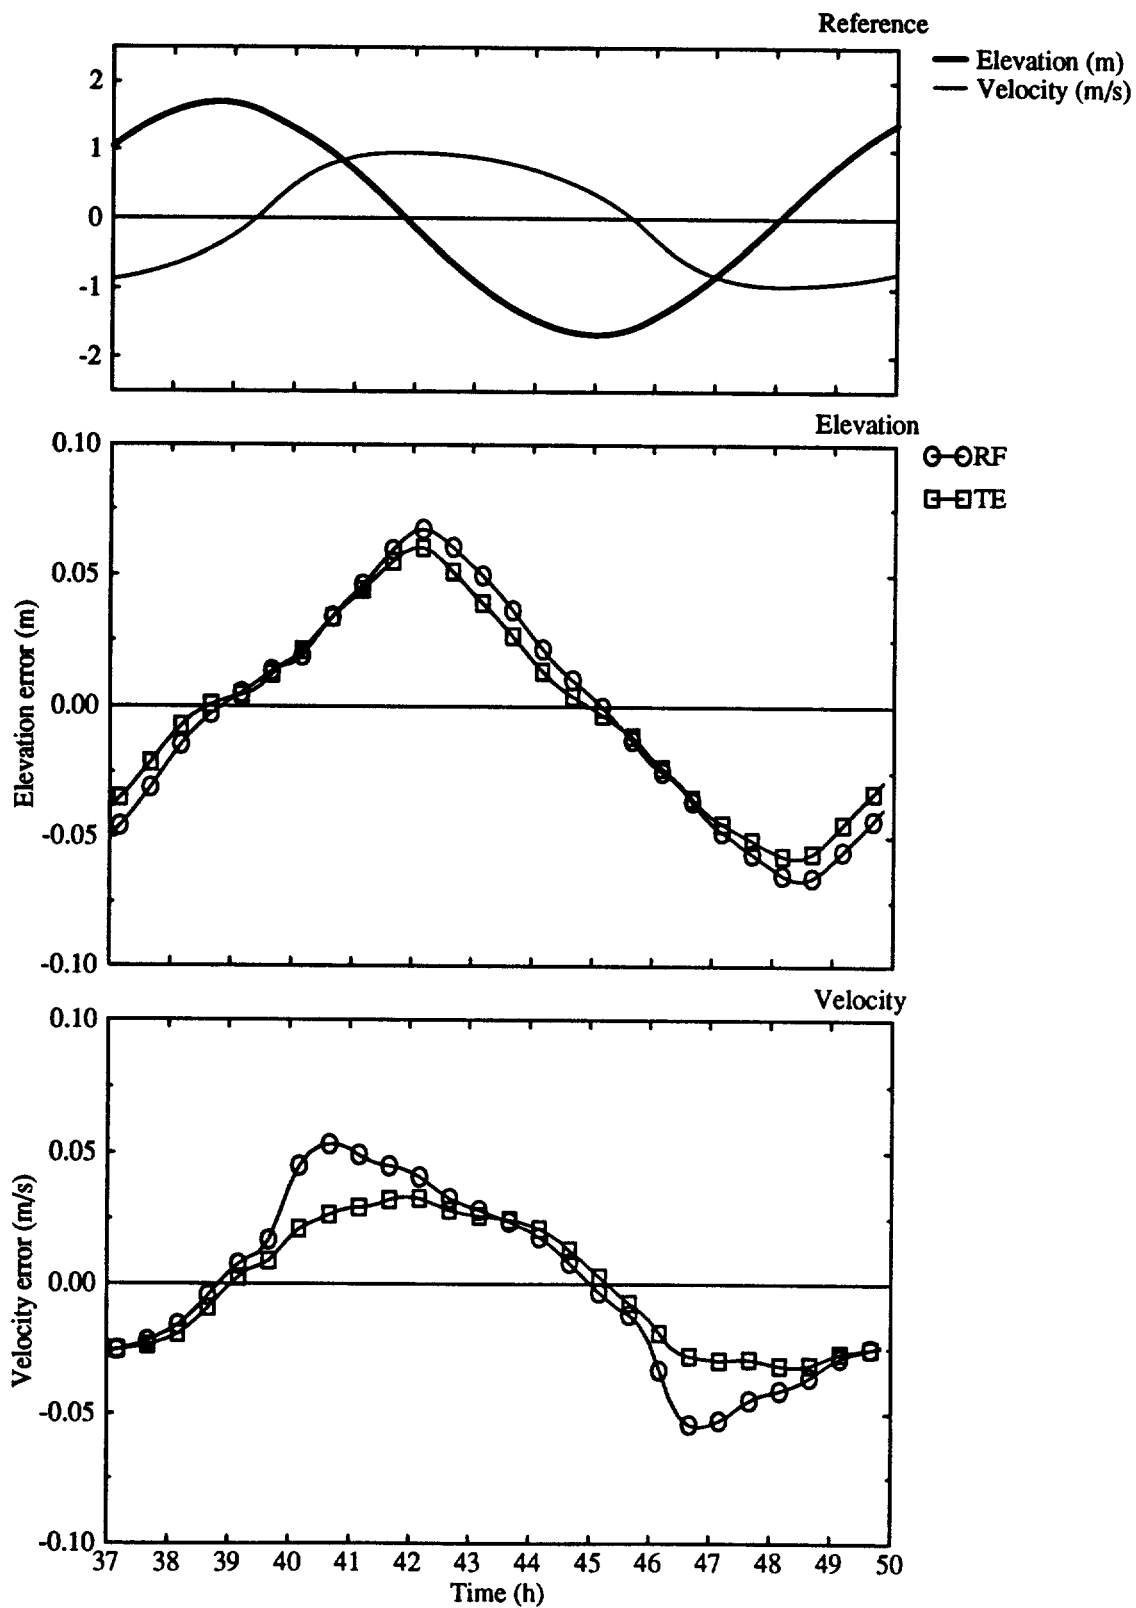 Reference
Elevation (m)
Velocity (m/s)
2
1
0
-1
-2
Elevation
RF
TE
0.10
0.05
0.00
-0.05
-0.10
Elevation error (m)
Velocity
0.10
0.05
0.00
-0.05
-0.10
Velocity error (m/s)
37 38 39 40 41 42 43 44 45 46 47 48 49 50
Time (h)